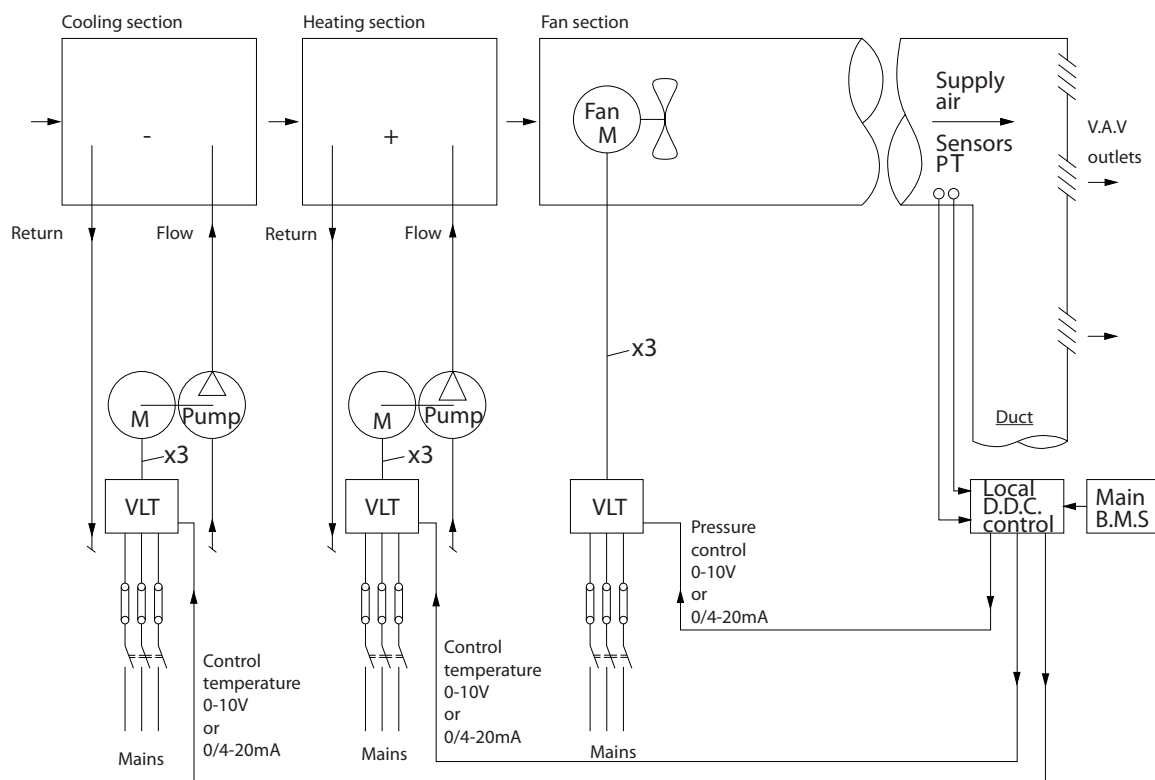 Cooling section
Heating section
Fan section
-
+
Fan
M
Supply
air
Sensors
PT
V.A.V
outlets
Return
Flow
Return
Flow
x3
M
Pump
M
Pump
Duct
x3
x3
VLT
VLT
VLT
Local
D.D.C.
control
Main
B.M.S
Pressure
control
0-10V
or
0/4-20mA
Control
temperature
0-10V
or
0/4-20mA
Control
temperature
0-10V
or
0/4-20mA
Mains
Mains
Mains